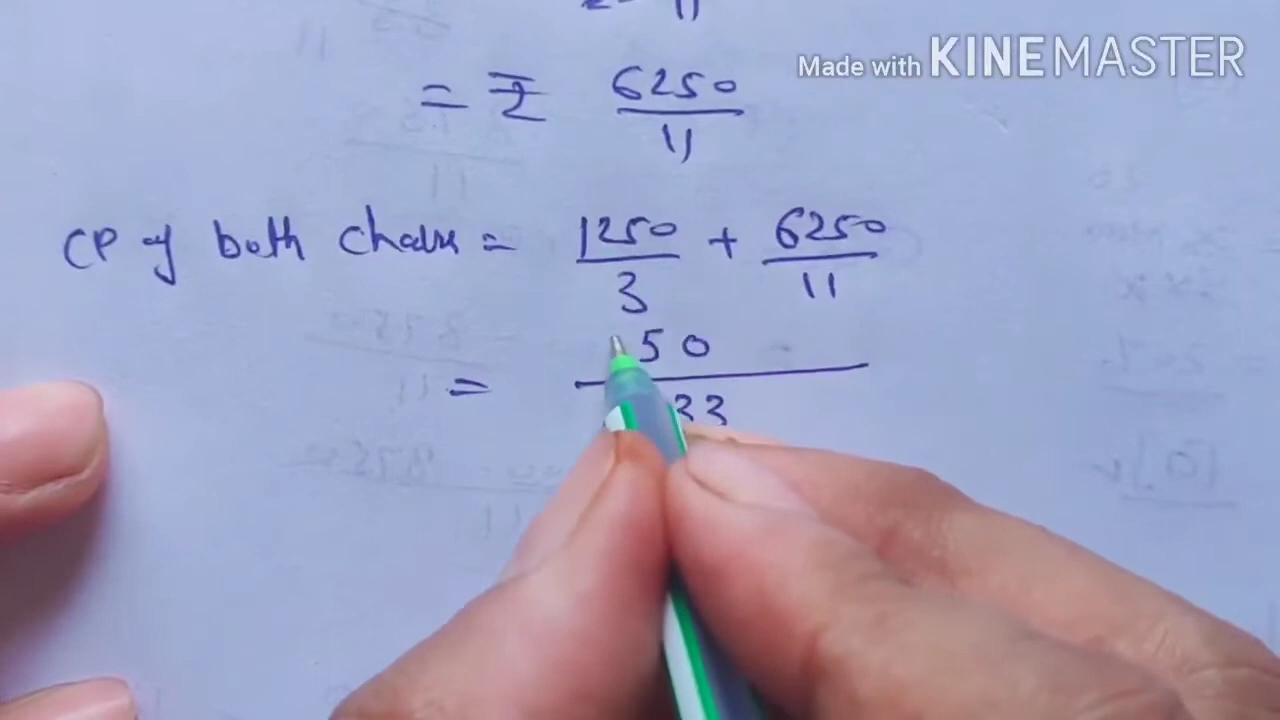 Made with KINEMASTER
= ₹ 6250/11
CP of both chairs = 1250/3 + 6250/11
= 50/33